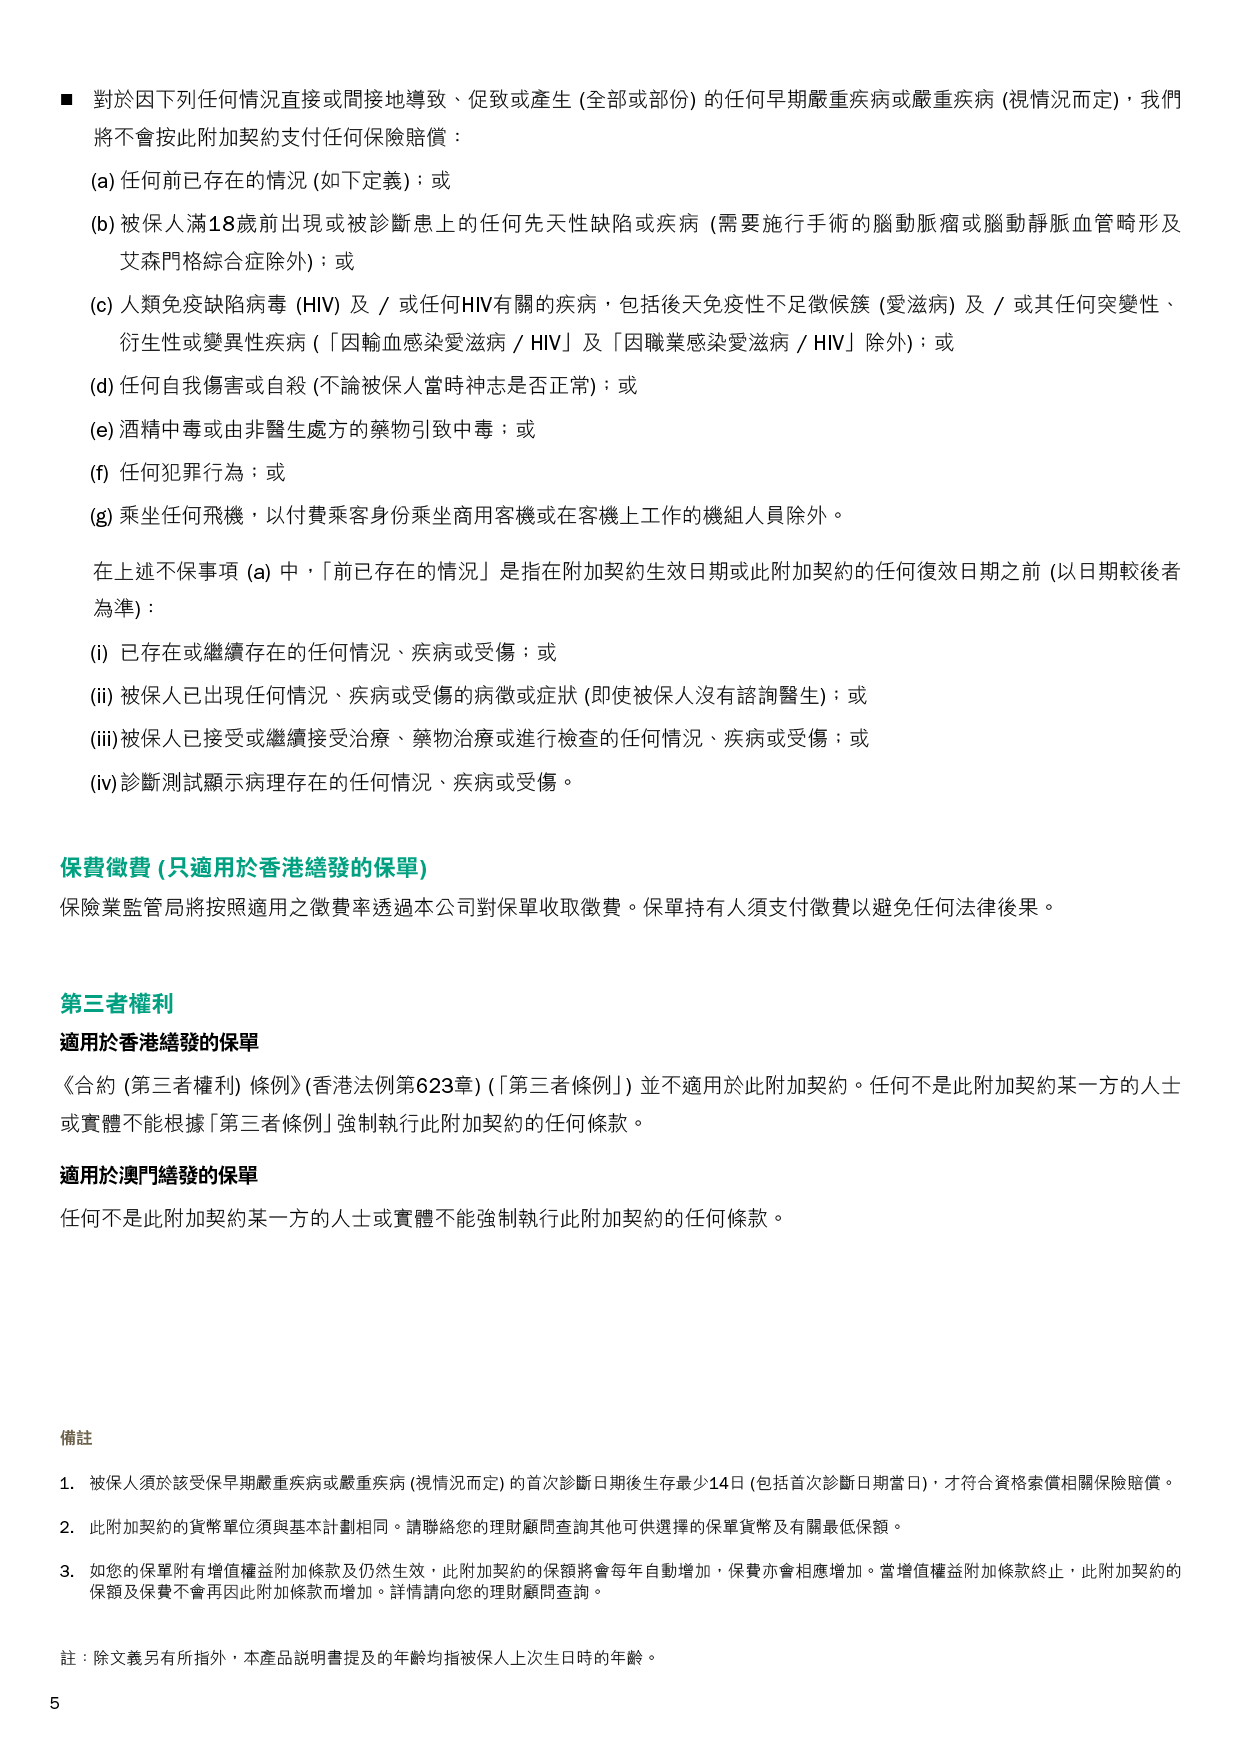 ■ 對於因下列任何情況直接或間接地導致、促致或產生 (全部或部份) 的任何早期嚴重疾病或嚴重疾病 (視情況而定)，我們
將不會按此附加契約支付任何保險賠償：
(a) 任何前已存在的情況 (如下定義)；或
(b) 被保人滿18歲前出現或被診斷患上的任何先天性缺陷或疾病 (需要施行手術的腦動脈瘤或腦動靜脈血管畸形及
艾森門格綜合症除外)；或
(c) 人類免疫缺陷病毒 (HIV) 及 / 或任何HIV有關的疾病，包括後天免疫性不足徵候簇 (愛滋病) 及 / 或其任何突變性、
衍生性或變異性疾病 (「因輸血感染愛滋病 / HIV」及「因職業感染愛滋病 / HIV」除外)；或
(d) 任何自我傷害或自殺 (不論被保人當時神志是否正常)；或
(e) 酒精中毒或由非醫生處方的藥物引致中毒；或
(f) 任何犯罪行為；或
(g) 乘坐任何飛機，以付費乘客身份乘坐商用客機或在客機上工作的機組人員除外。
在上述不保事項 (a) 中，「前已存在的情況」是指在附加契約生效日期或此附加契約的任何復效日期之前 (以日期較後者
為準)：
(i) 已存在或繼續存在的任何情況、疾病或受傷；或
(ii) 被保人已出現任何情況、疾病或受傷的病徵或症狀 (即使被保人沒有諮詢醫生)；或
(iii) 被保人已接受或繼續接受治療、藥物治療或進行檢查的任何情況、疾病或受傷；或
(iv) 診斷測試顯示病理存在的任何情況、疾病或受傷。
保費徵費 (只適用於香港繕發的保單)
保險業監管局將按照適用之徵費率透過本公司對保單收取徵費。保單持有人須支付徵費以避免任何法律後果。
第三者權利
適用於香港繕發的保單
《合約 (第三者權利) 條例》(香港法例第623章) (「第三者條例」) 並不適用於此附加契約。任何不是此附加契約某一方的人士
或實體不能根據「第三者條例」強制執行此附加契約的任何條款。
適用於澳門繕發的保單
任何不是此附加契約某一方的人士或實體不能強制執行此附加契約的任何條款。
備註
1. 被保人須於該受保早期嚴重疾病或嚴重疾病 (視情況而定) 的首次診斷日期後生存最少14日 (包括首次診斷日期當日)，才符合資格索償相關保險賠償。
2. 此附加契約的貨幣單位須與基本計劃相同。請聯絡您的理財顧問查詢其他可供選擇的保單貨幣及有關最低保額。
3. 如您的保單附有增值權益附加條款及仍然生效，此附加契約的保額將會每年自動增加，保費亦會相應增加。當增值權益附加條款終止，此附加契約的
保額及保費不會再因此附加條款而增加。詳情請向您的理財顧問查詢。
註：除文義另有所指外，本產品說明書提及的年齡均指被保人上次生日時的年齡。
5